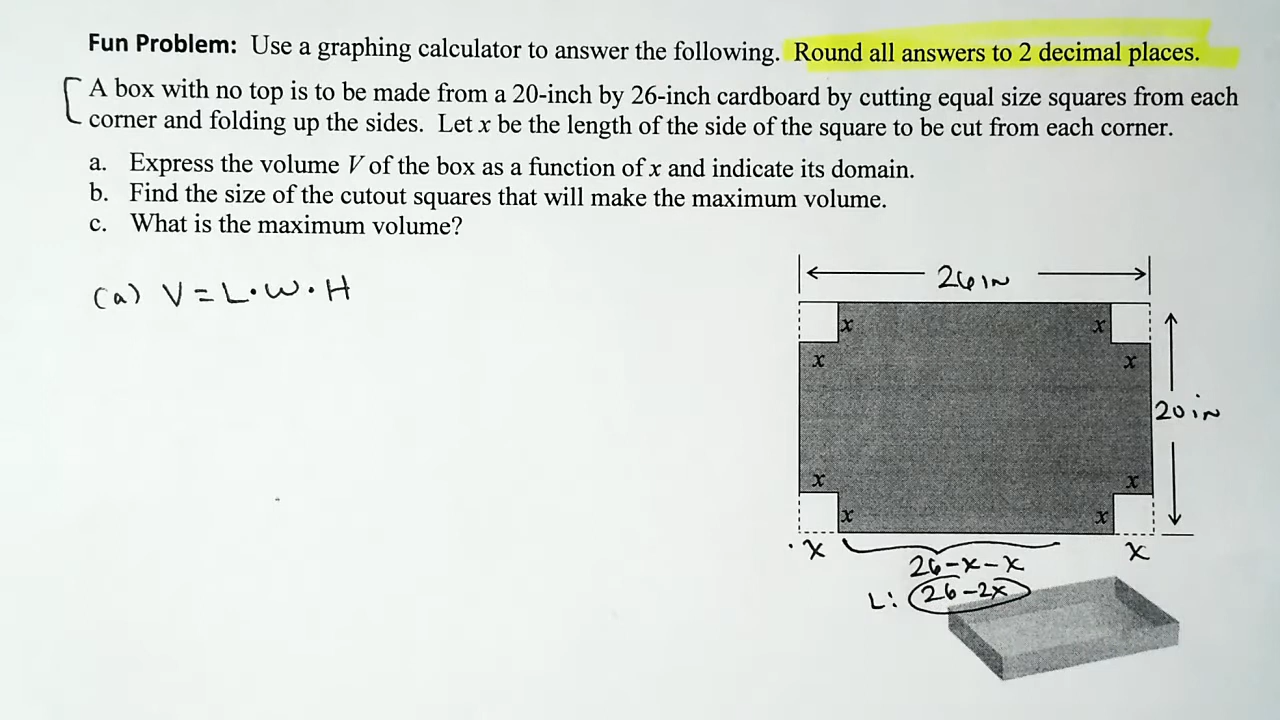 Fun Problem: Use a graphing calculator to answer the following. Round all answers to 2 decimal places.
A box with no top is to be made from a 20-inch by 26-inch cardboard by cutting equal size squares from each
corner and folding up the sides. Let x be the length of the side of the square to be cut from each corner.
a. Express the volume V of the box as a function of x and indicate its domain.
b. Find the size of the cutout squares that will make the maximum volume.
c. What is the maximum volume?
(a) V = L·W·H
26 in
x x
x x
20 in
x x
x x
x x
26-x-x
L: 26-2x